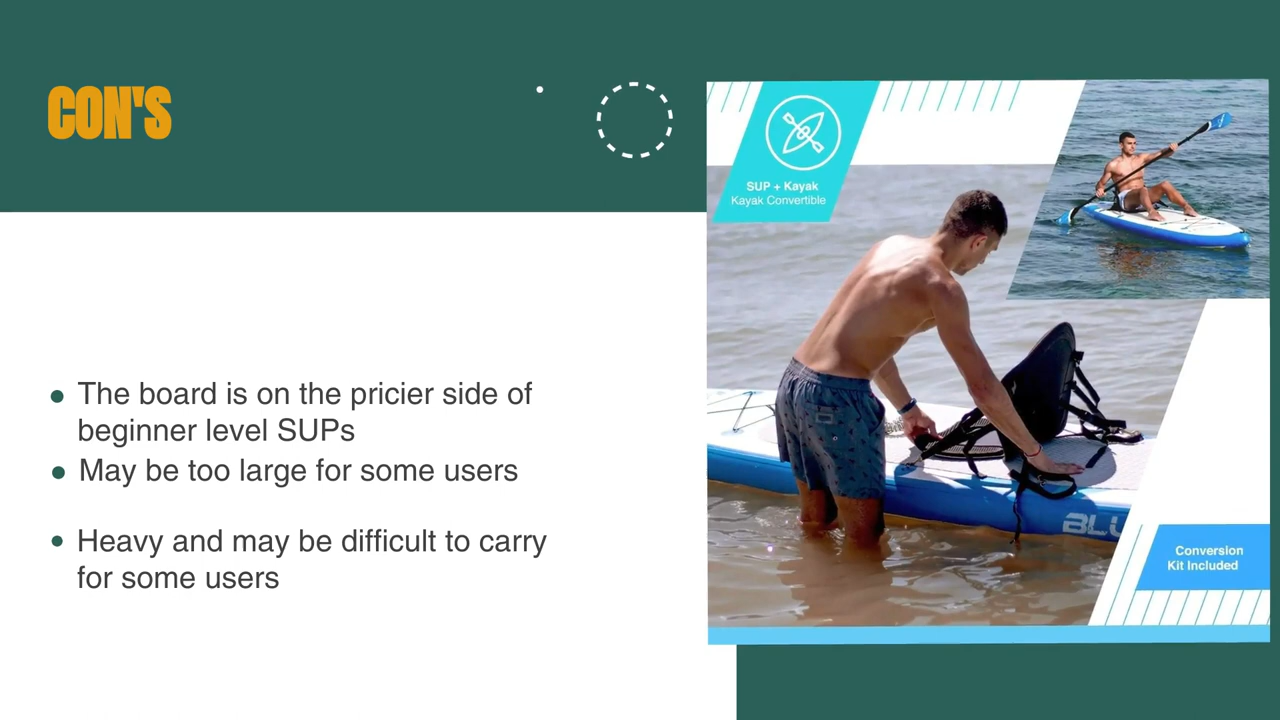 CON'S
The board is on the pricier side of
beginner level SUPs
May be too large for some users
Heavy and may be difficult to carry
for some users
SUP + Kayak
Kayak Convertible
BLU
Conversion
Kit Included